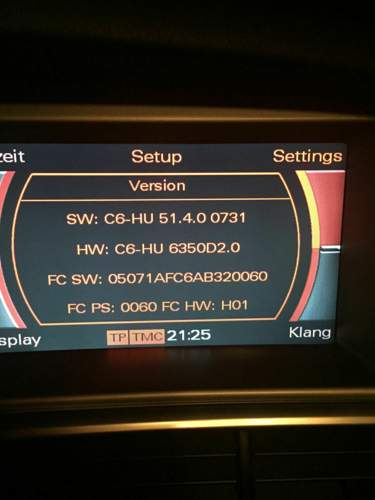 zeit Setup Settings
Version
SW: C6-HU 51.4.0 0731
HW: C6-HU 6350D2.0
FC SW: 05071AFC6AB320060
FC PS: 0060 FC HW: H01
splay TP TMC 21:25 Klang